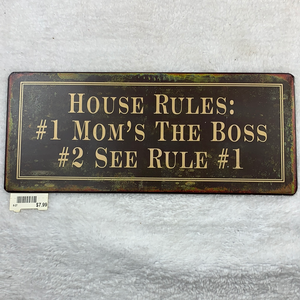 HOUSE RULES:
#1 MOM'S THE BOSS
#2 SEE RULE #1
$7.99